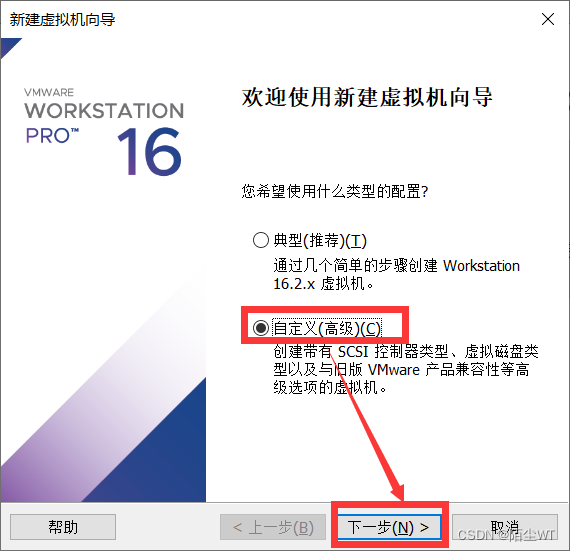 新建虚拟机向导
VMWARE
WORKSTATION
PRO™ 16
欢迎使用新建虚拟机向导
您希望使用什么类型的配置?
典型(推荐)(T)
通过几个简单的步骤创建 Workstation
16.2.x 虚拟机。
自定义(高级)(C)
创建带有 SCSI 控制器类型、虚拟磁盘类
型以及与旧版 VMware 产品兼容性等高
级选项的虚拟机。
帮助
< 上一步(B)
下一步(N) >
取消
CSDN @陌尘WT